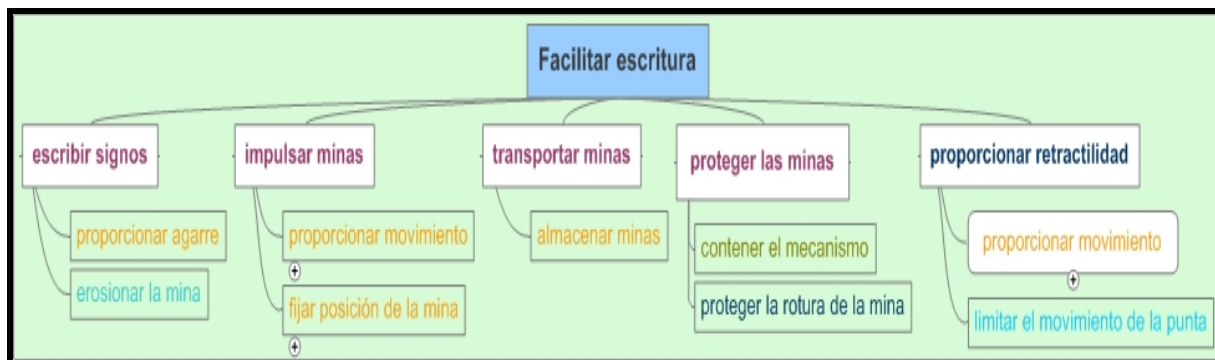 Facilitar escritura
escribir signos
proporcionar agarre
erosionar la mina
impulsar minas
proporcionar movimiento
fijar posición de la mina
transportar minas
almacenar minas
proteger las minas
contener el mecanismo
proteger la rotura de la mina
proporcionar retractilidad
proporcionar movimiento
limitar el movimiento de la punta